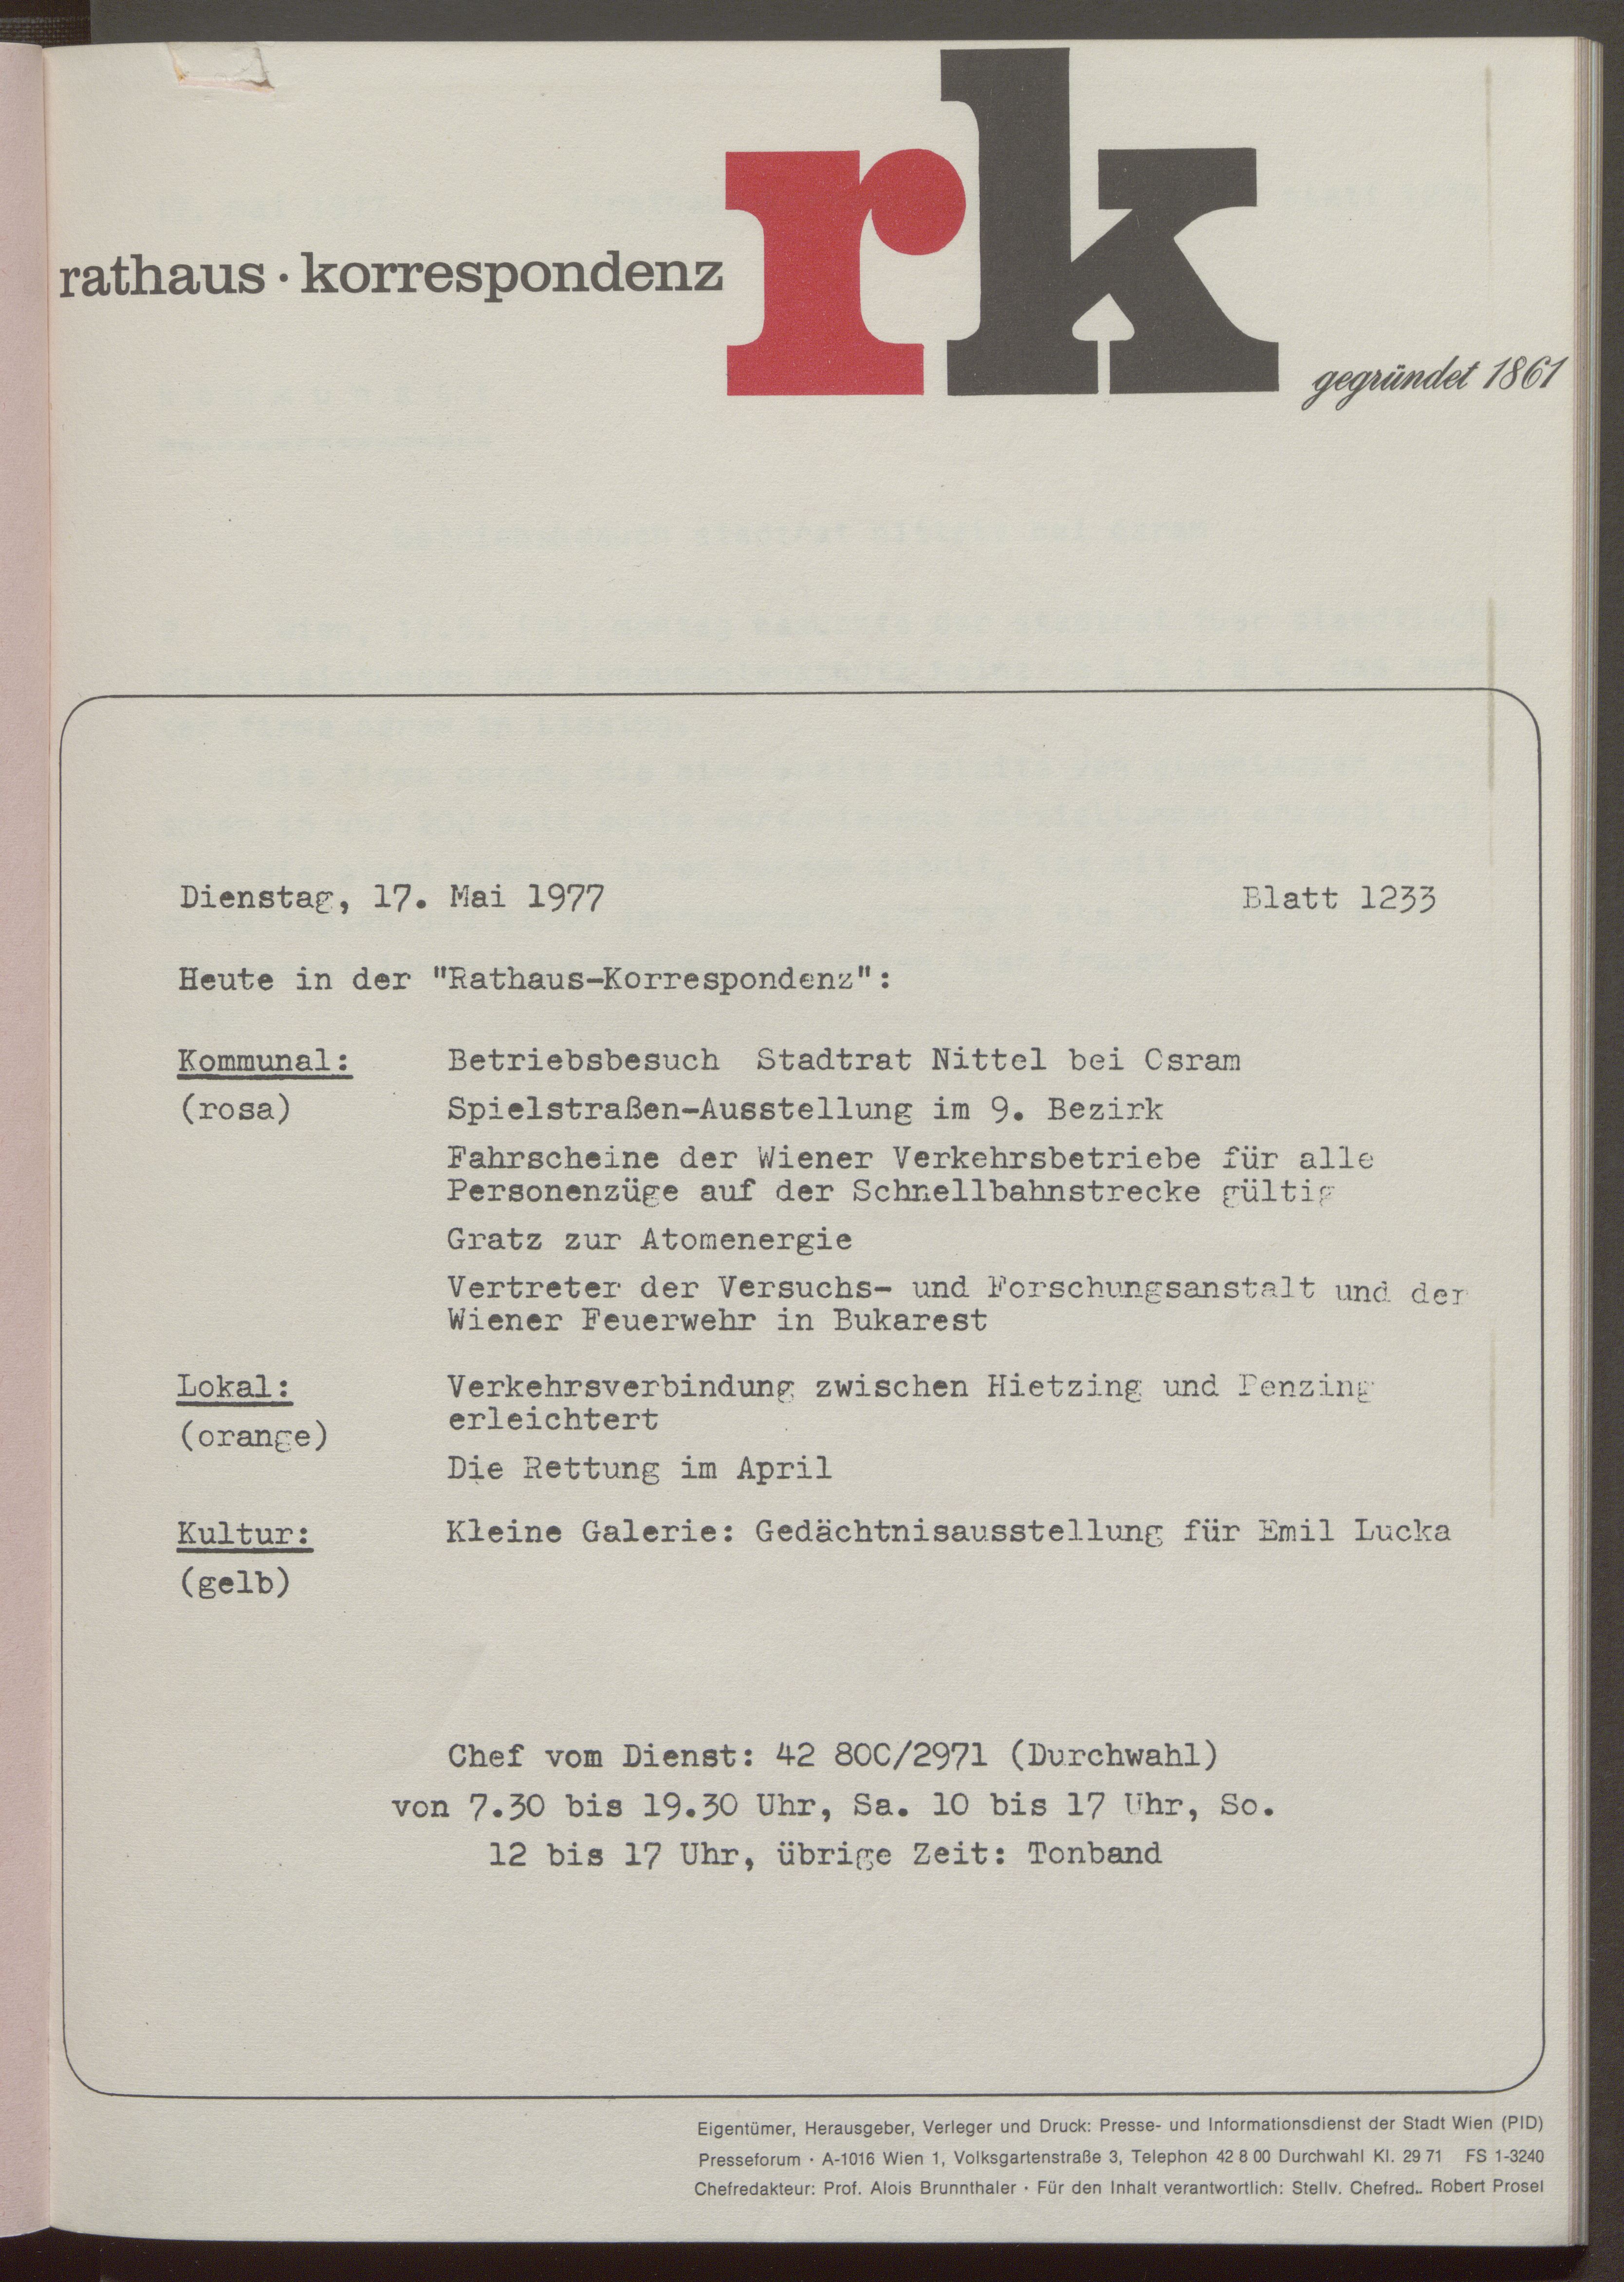 rk
rathaus · korrespondenz
gegründet 1861
Dienstag, 17. Mai 1977 Blatt 1233
Heute in der "Rathaus-Korrespondenz":
Kommunal: Betriebsbesuch Stadtrat Nittel bei Osram
(rosa) Spielstraßen-Ausstellung im 9. Bezirk
Fahrscheine der Wiener Verkehrsbetriebe für alle
Personenzüge auf der Schnellbahnstrecke gültig
Gratz zur Atomenergie
Vertreter der Versuchs- und Forschungsanstalt und der
Wiener Feuerwehr in Bukarest
Lokal: Verkehrsverbindung zwischen Hietzing und Penzing
erleichtert
(orange)
Die Rettung im April
Kultur: Kleine Galerie: Gedächtnisausstellung für Emil Lucka
(gelb)
Chef vom Dienst: 42 800/2971 (Durchwahl)
von 7.30 bis 19.30 Uhr, Sa. 10 bis 17 Uhr, So.
12 bis 17 Uhr, übrige Zeit: Tonband
Eigentümer, Herausgeber, Verleger und Druck: Presse- und Informationsdienst der Stadt Wien (PID)
Presseforum · A-1016 Wien 1, Volksgartenstraße 3, Telephon 42 8 00 Durchwahl Kl. 29 71 FS 1-3240
Chefredakteur: Prof. Alois Brunnthaler · Für den Inhalt verantwortlich: Stellv. Chefred.. Robert Prosel